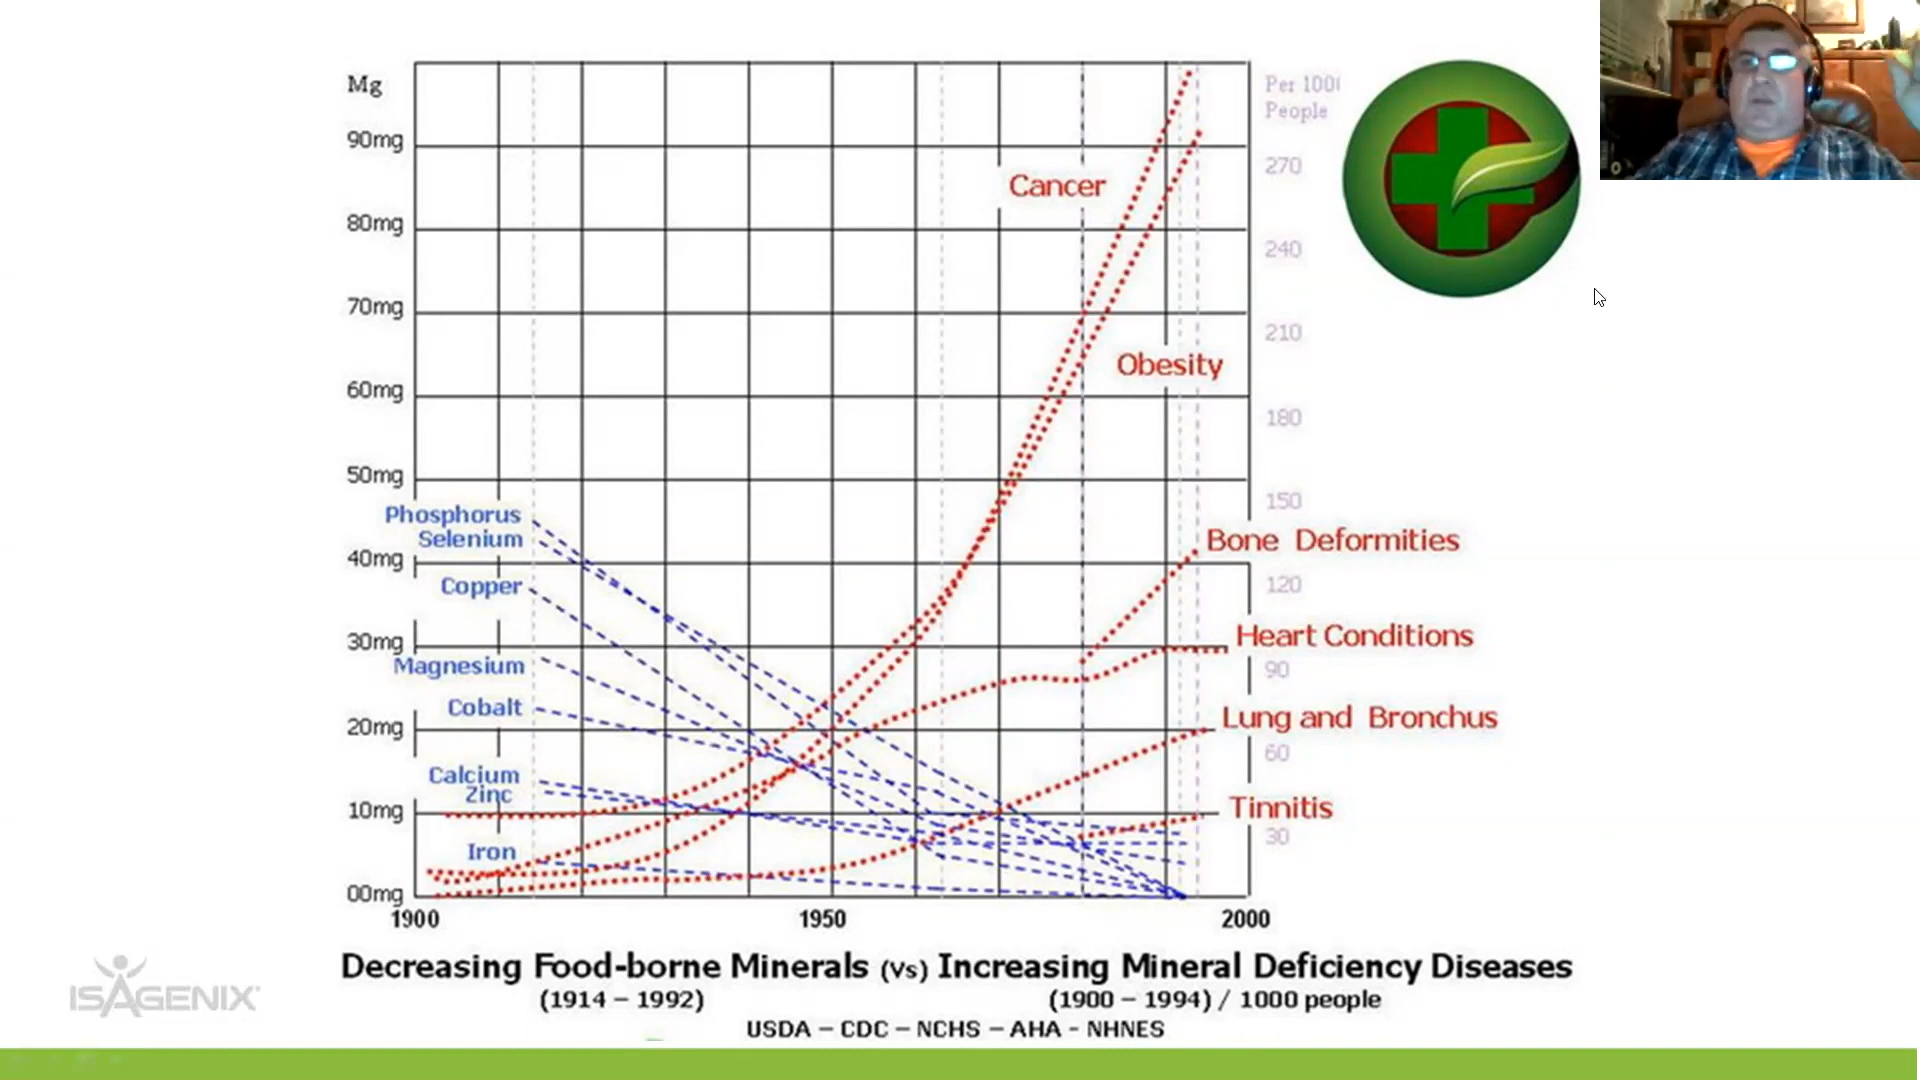 Mg
90mg
80mg
70mg
60mg
50mg
40mg
30mg
20mg
10mg
00mg
Phosphorus
Selenium
Copper
Magnesium
Cobalt
Calcium
Zinc
Iron
Cancer
Obesity
Bone Deformities
Heart Conditions
Lung and Bronchus
Tinnitis
Per 100
People
270
240
210
180
150
120
90
60
30
1900
1950
2000
Decreasing Food-borne Minerals (Vs) Increasing Mineral Deficiency Diseases
(1914 – 1992) (1900 – 1994) / 1000 people
USDA – CDC – NCHS – AHA - NHNES
ISAGENIX